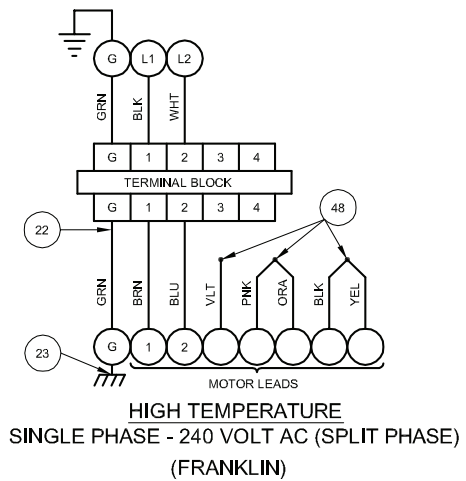 G L1 L2
GRN BLK WHT
G 1 2 3 4
TERMINAL BLOCK
G 1 2 3 4
22 48
GRN BRN BLU VLT PNK ORA BLK YEL
23 G 1 2
MOTOR LEADS
HIGH TEMPERATURE
SINGLE PHASE - 240 VOLT AC (SPLIT PHASE)
(FRANKLIN)